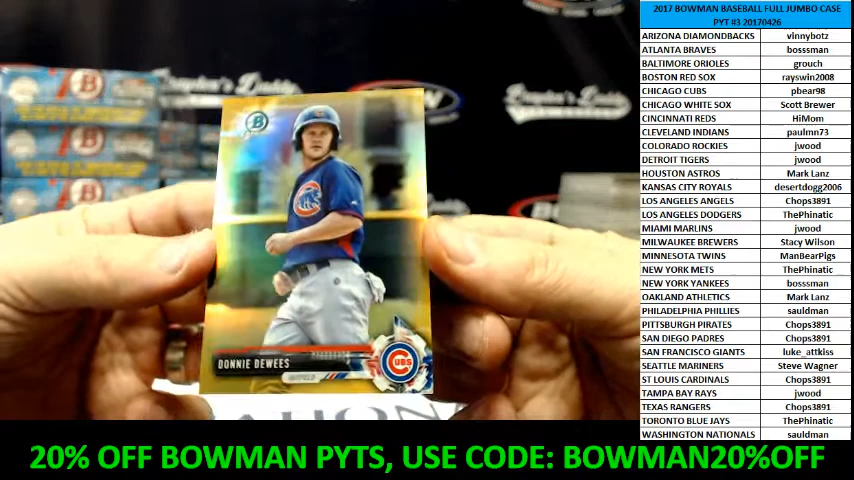 2017 BOWMAN BASEBALL FULL JUMBO CASE
PYT #3 20170426
ARIZONA DIAMONDBACKS vinnybotz
ATLANTA BRAVES bosssman
BALTIMORE ORIOLES grouch
BOSTON RED SOX rayswin2008
CHICAGO CUBS pbear98
CHICAGO WHITE SOX Scott Brewer
CINCINNATI REDS HiMom
CLEVELAND INDIANS paulmn73
COLORADO ROCKIES jwood
DETROIT TIGERS jwood
HOUSTON ASTROS Mark Lanz
KANSAS CITY ROYALS desertdogg2006
LOS ANGELES ANGELS Chops3891
LOS ANGELES DODGERS ThePhinatic
MIAMI MARLINS jwood
MILWAUKEE BREWERS Stacy Wilson
MINNESOTA TWINS ManBearPigs
NEW YORK METS ThePhinatic
NEW YORK YANKEES bosssman
OAKLAND ATHLETICS Mark Lanz
PHILADELPHIA PHILLIES sauldman
PITTSBURGH PIRATES Chops3891
SAN DIEGO PADRES Chops3891
SAN FRANCISCO GIANTS luke_attkiss
SEATTLE MARINERS Steve Wagner
ST LOUIS CARDINALS Chops3891
TAMPA BAY RAYS jwood
TEXAS RANGERS Chops3891
TORONTO BLUE JAYS ThePhinatic
WASHINGTON NATIONALS sauldman
B
DONNIE DEWEES
CUBS
20% OFF BOWMAN PYTS, USE CODE: BOWMAN20%OFF